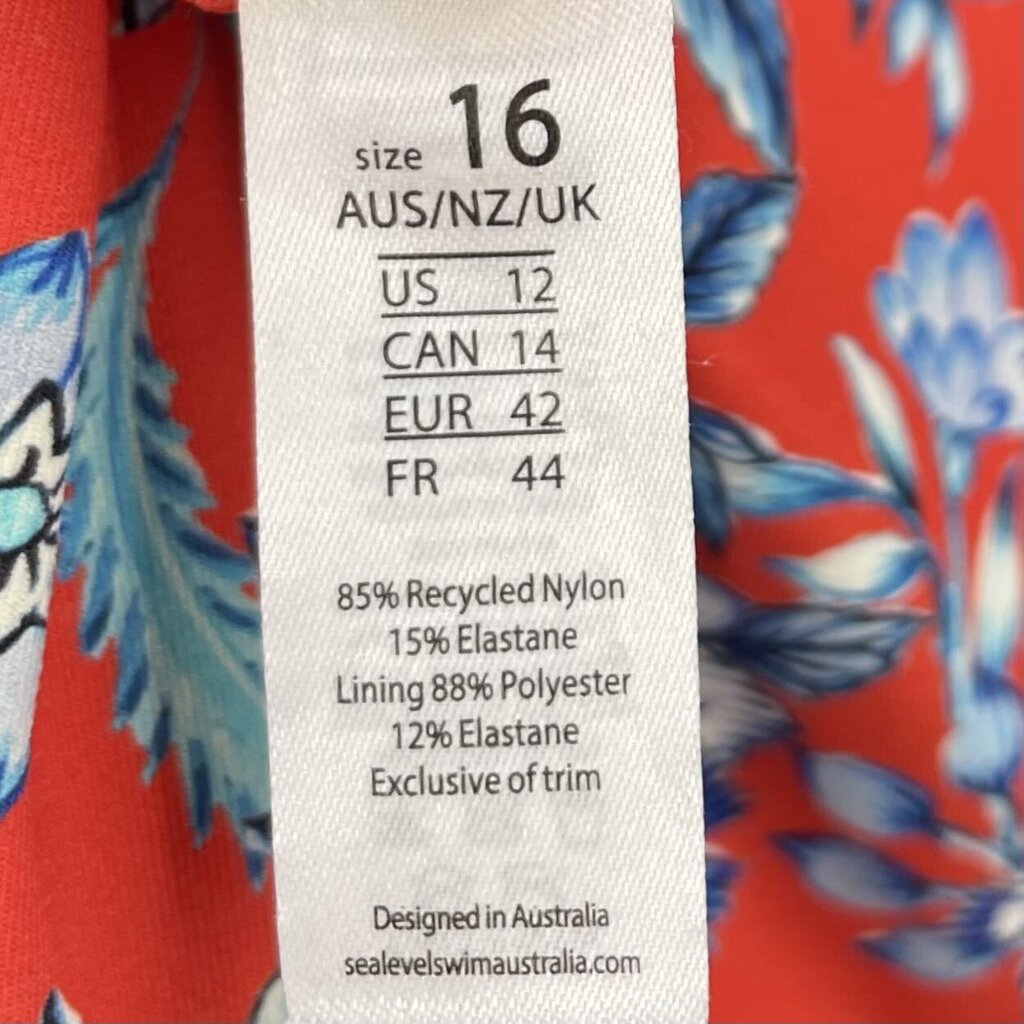 size 16
AUS/NZ/UK
US 12
CAN 14
EUR 42
FR 44
85% Recycled Nylon
15% Elastane
Lining 88% Polyester
12% Elastane
Exclusive of trim
Designed in Australia
sealevelswimaustralia.com